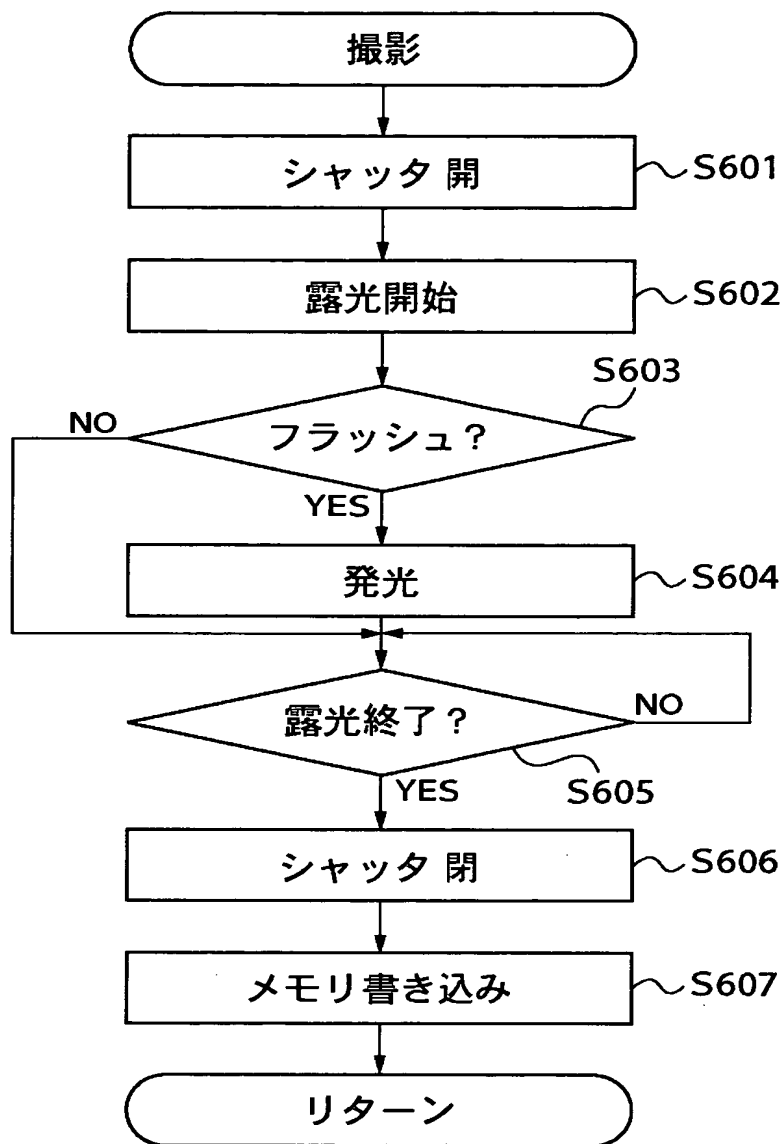 撮影
シャッタ 開
S601
露光開始
S602
S603
フラッシュ?
NO
YES
発光
S604
露光終了?
NO
YES
S605
シャッタ 閉
S606
メモリ書き込み
S607
リターン